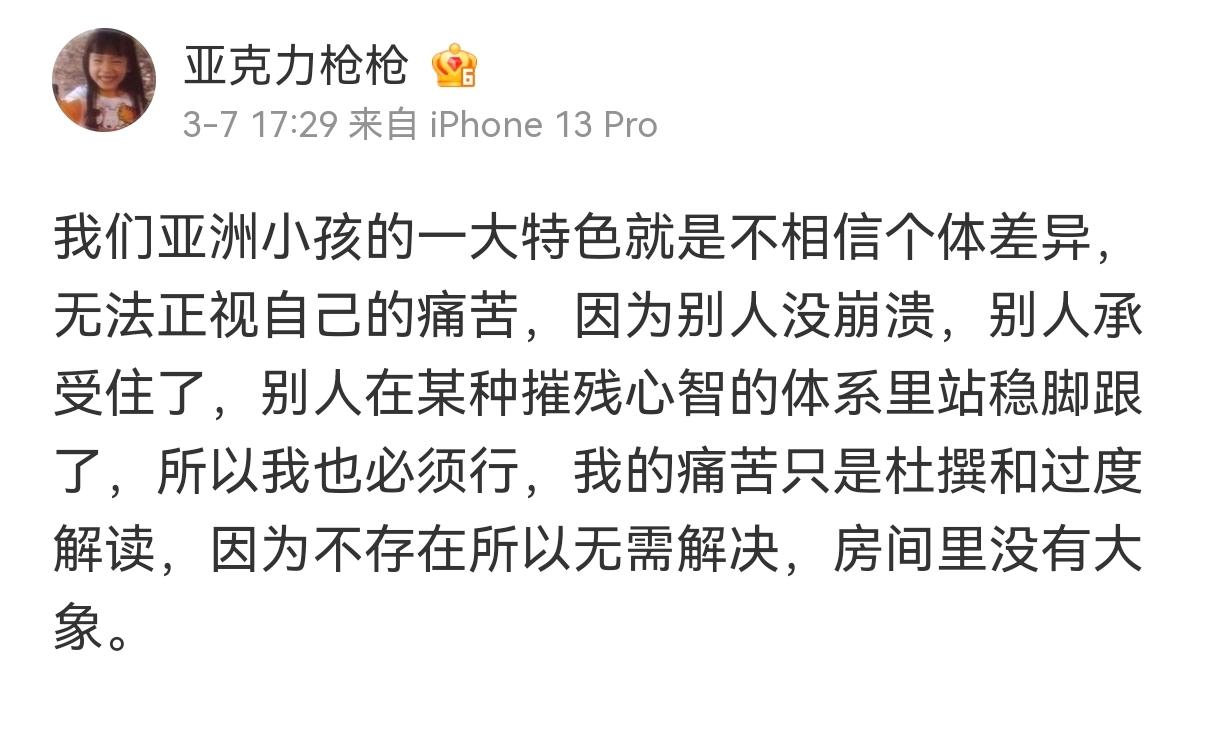 亚克力枪枪
6
3-7 17:29 来自 iPhone 13 Pro
我们亚洲小孩的一大特色就是不相信个体差异，
无法正视自己的痛苦，因为别人没崩溃，别人承
受住了，别人在某种摧残心智的体系里站稳脚跟
了，所以我也必须行，我的痛苦只是杜撰和过度
解读，因为不存在所以无需解决，房间里没有大
象。